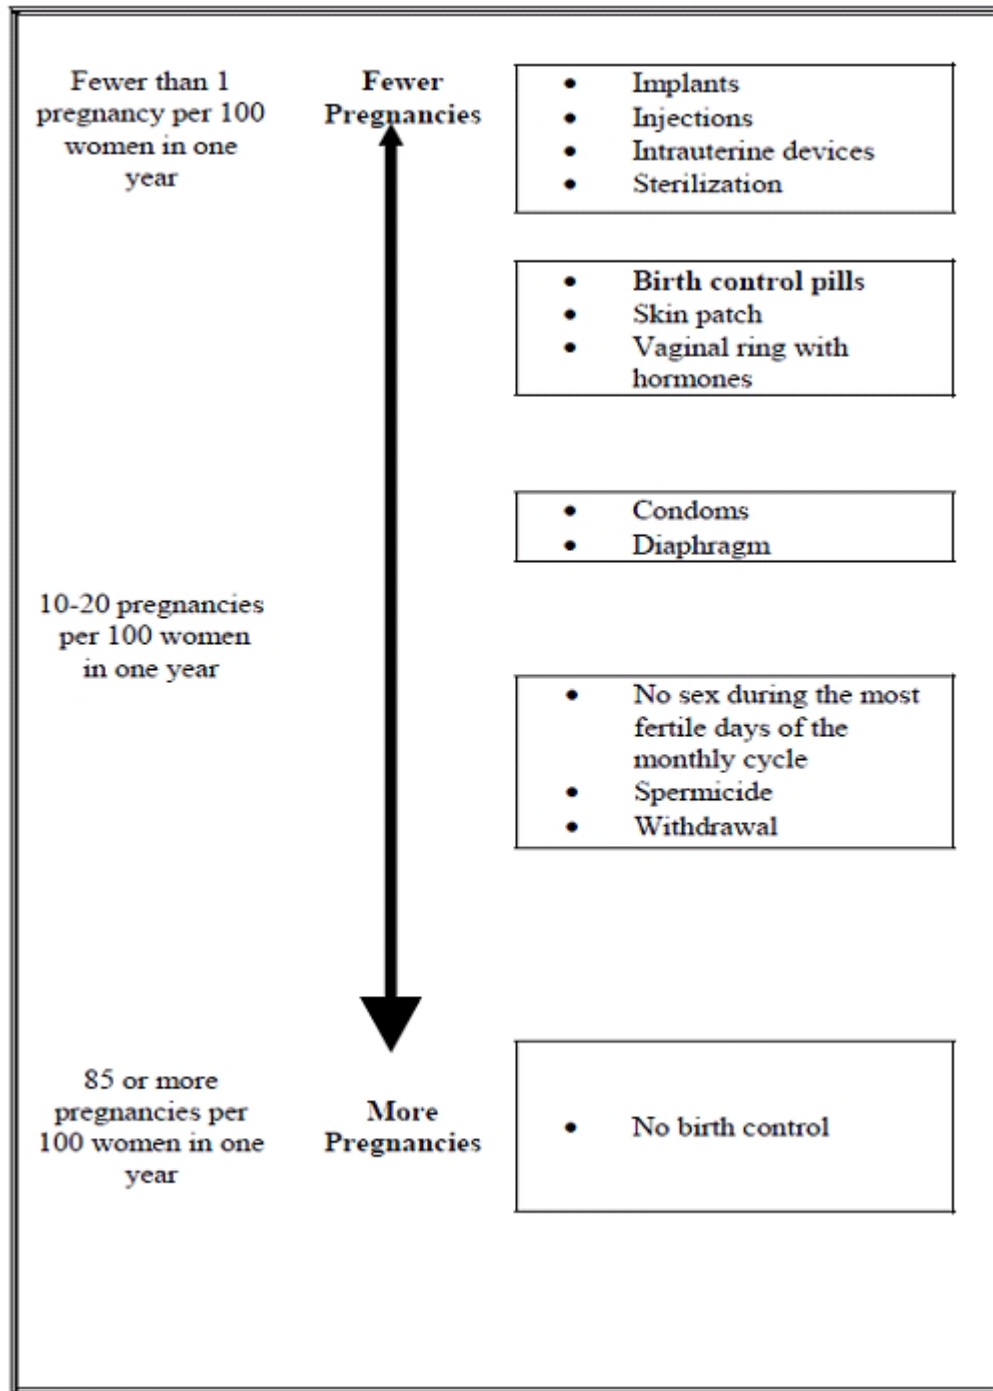 Fewer than 1
pregnancy per 100
women in one
year
Fewer
Pregnancies
• Implants
• Injections
• Intrauterine devices
• Sterilization
• Birth control pills
• Skin patch
• Vaginal ring with
hormones
• Condoms
• Diaphragm
10-20 pregnancies
per 100 women
in one year
• No sex during the most
fertile days of the
monthly cycle
• Spermicide
• Withdrawal
85 or more
pregnancies per
100 women in one
year
More
Pregnancies
• No birth control